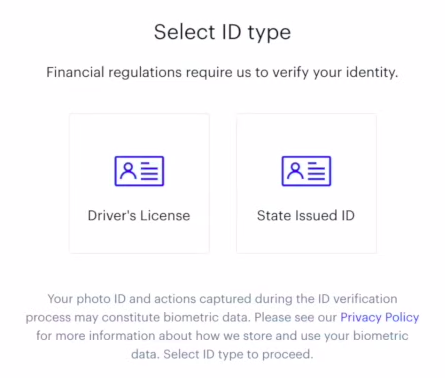 Select ID type
Financial regulations require us to verify your identity.
Driver's License
State Issued ID
Your photo ID and actions captured during the ID verification
process may constitute biometric data. Please see our Privacy Policy
for more information about how we store and use your biometric
data. Select ID type to proceed.